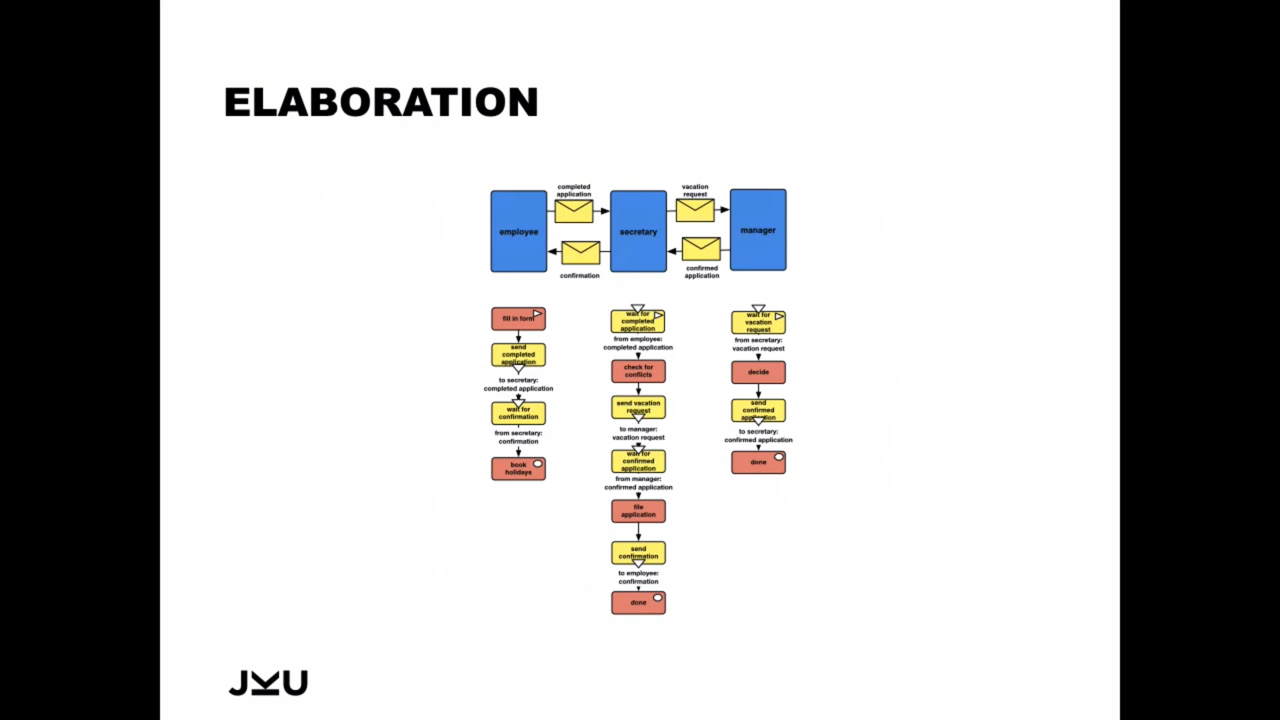 ELABORATION
completed
application
vacation
request
employee
secretary
manager
confirmation
confirmed
application
fill in form
send
completed
application
to secretary:
completed application
wait for
confirmation
from secretary:
confirmation
book
holidays
wait for
completed
application
from employee:
completed application
check for
conflicts
send vacation
request
to manager:
vacation request
wait for
confirmed
application
from manager:
confirmed application
file
application
send
confirmation
to employee:
confirmation
done
wait for
vacation
request
from secretary:
vacation request
decide
send
confirmed
application
to secretary:
confirmed application
done
JKU